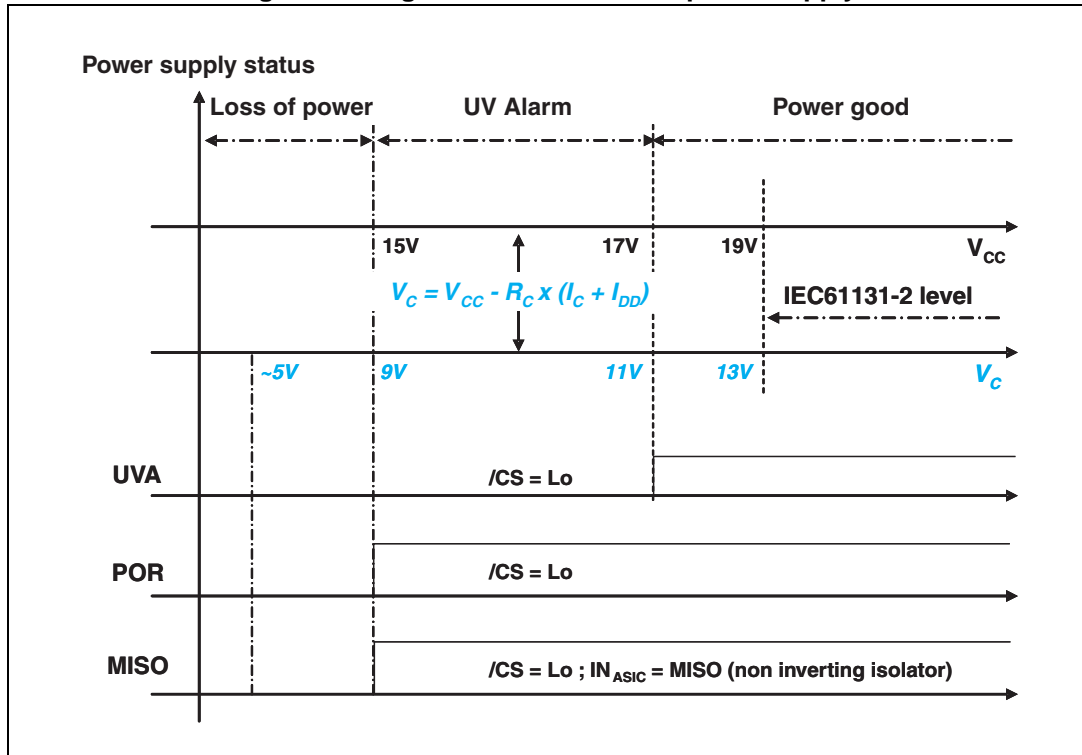 Power supply status
Loss of power UV Alarm Power good
15V 17V 19V VCC
VC = VCC - RC x (IC + IDD)
IEC61131-2 level
~5V 9V 11V 13V VC
UVA /CS = Lo
POR /CS = Lo
MISO /CS = Lo ; INASIC = MISO (non inverting isolator)